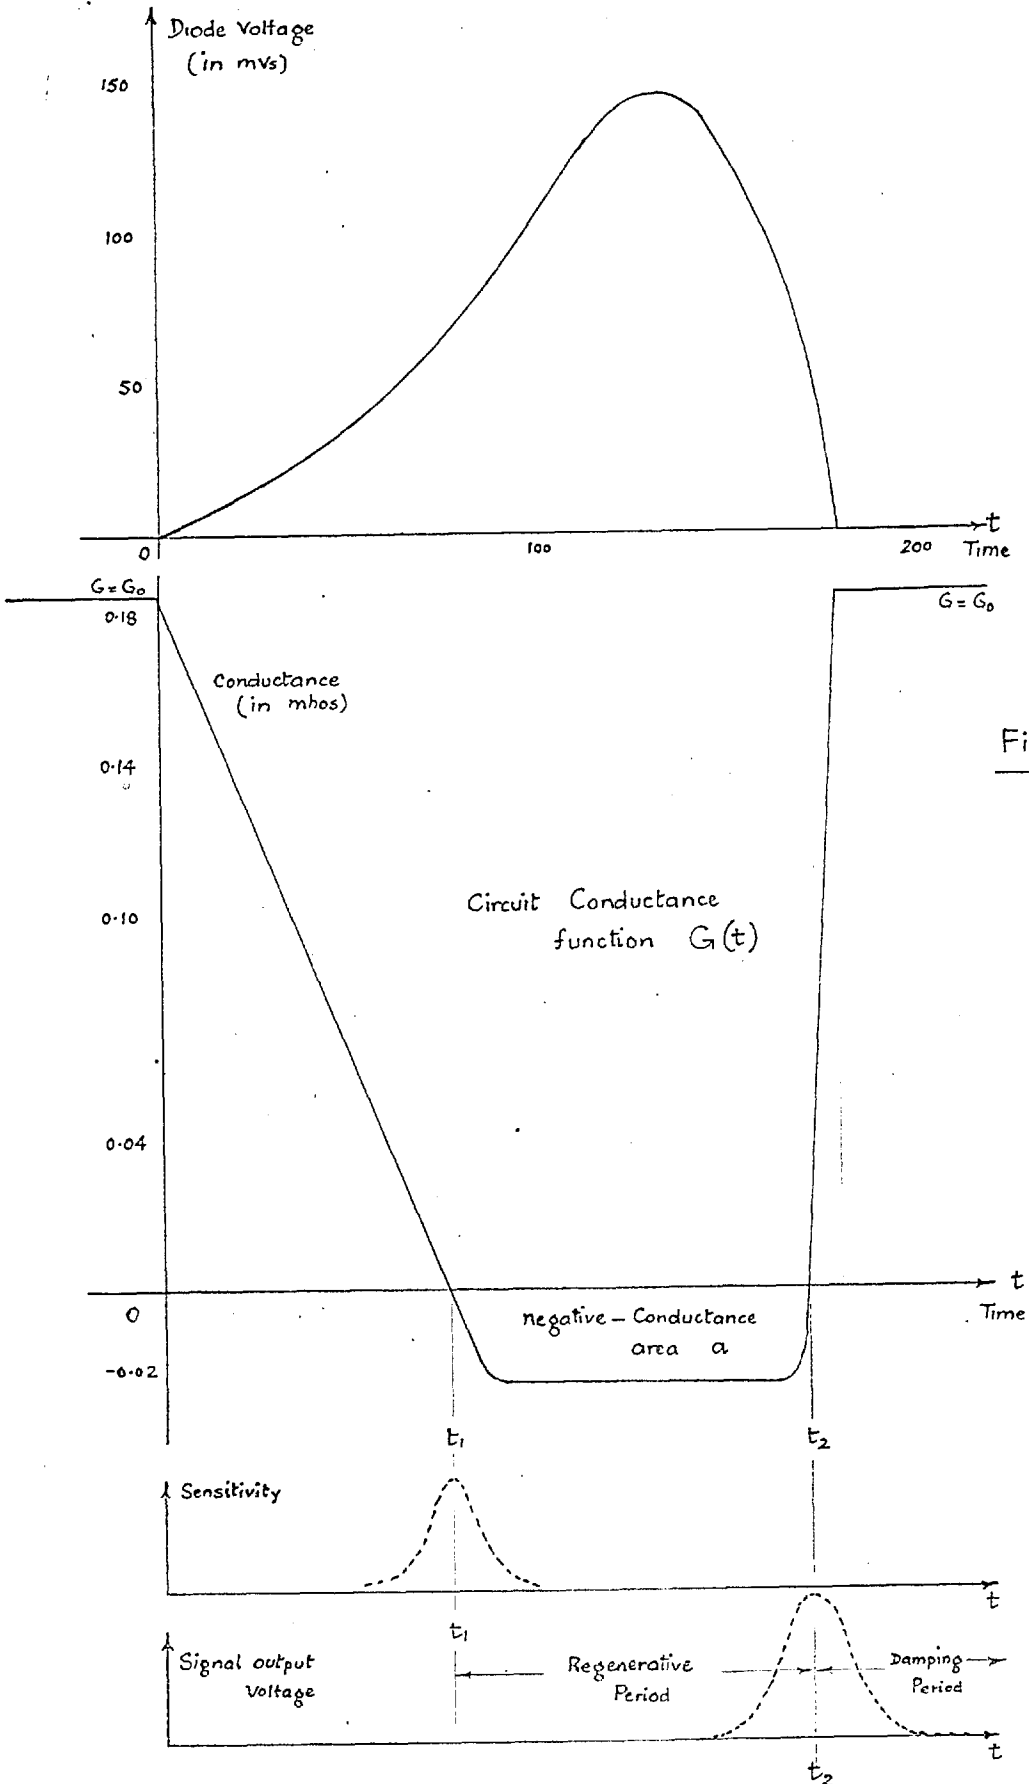 Diode Voltage
(in mVs)
150
100
50
0
100
200
t
Time
G = G₀
0.18
G = G₀
Conductance
(in mhos)
0.14
Fi
0.10
Circuit Conductance
function G(t)
0.04
0
t
Time
negative - Conductance
area a
-0.02
t₁
t₂
Sensitivity
t
t₁
Signal output
Voltage
Regenerative
Period
Damping
Period
t
t₂